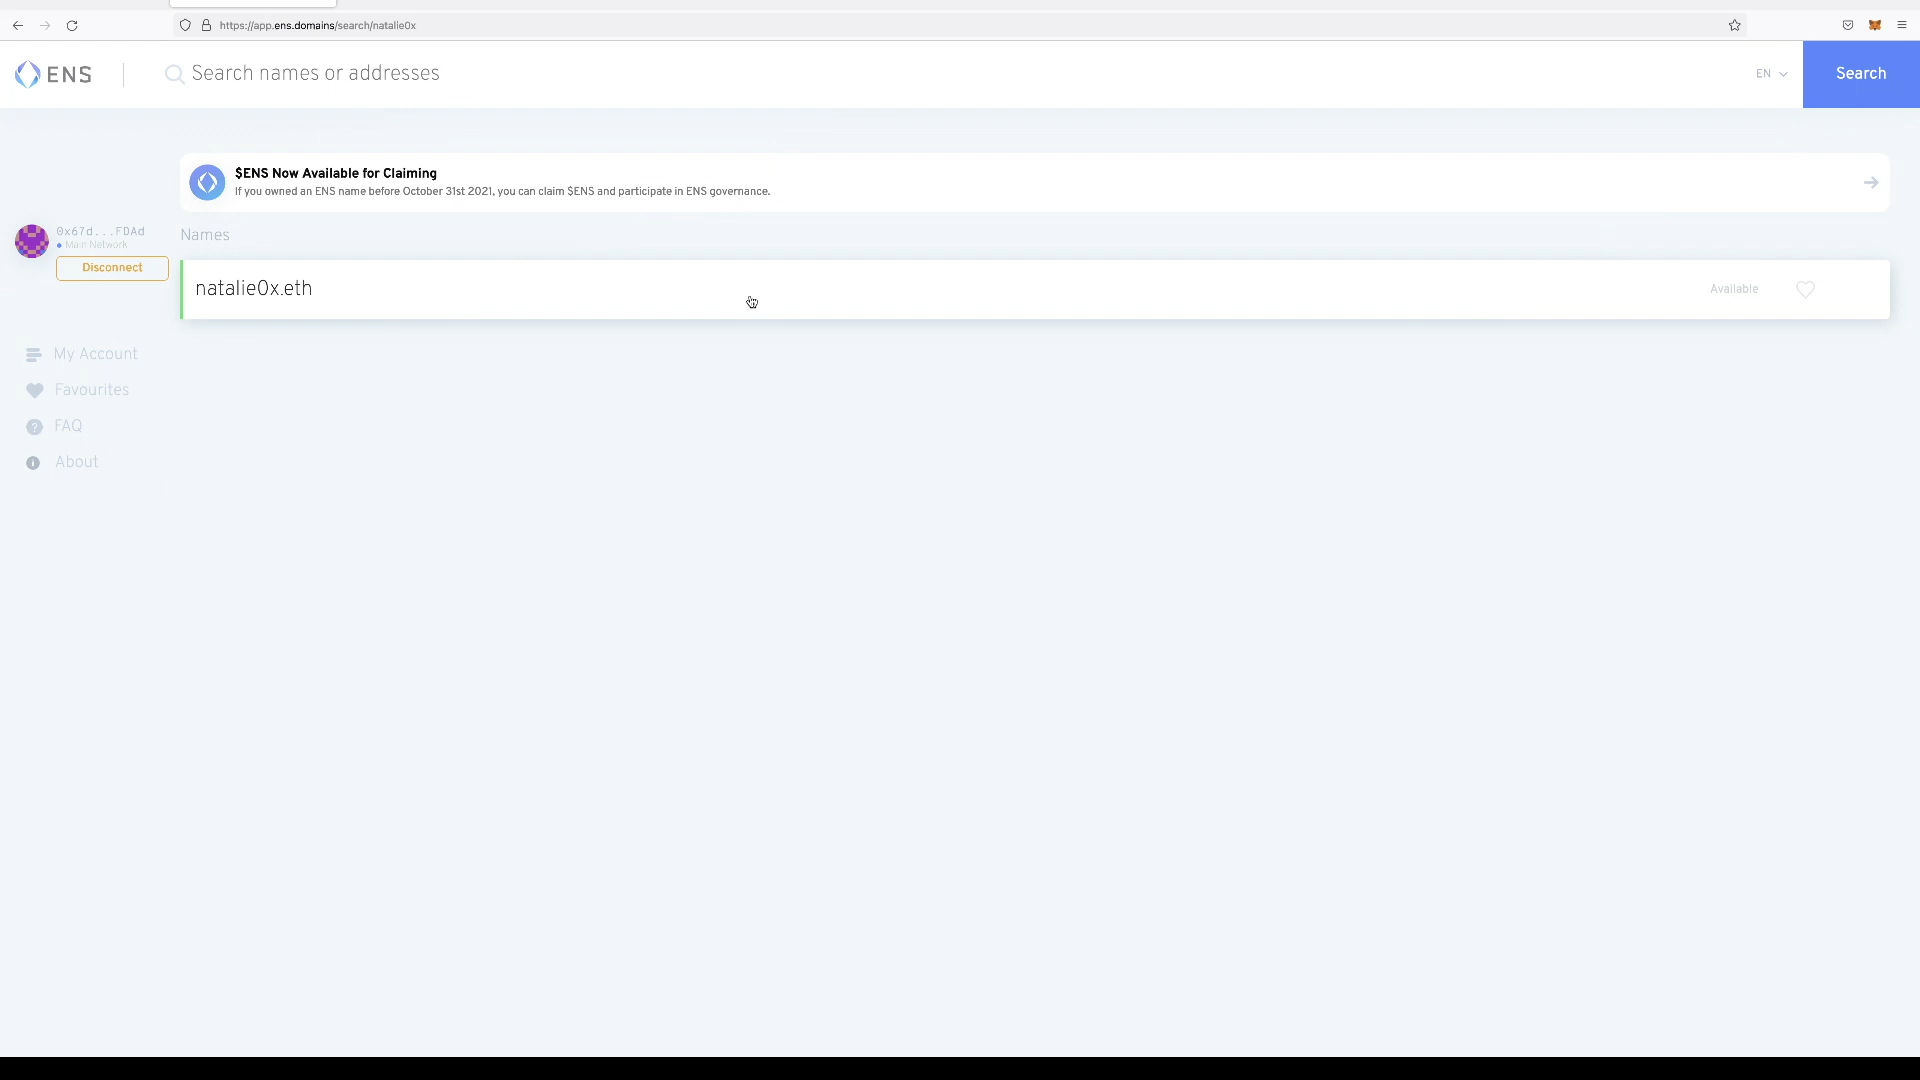 https://app.ens.domains/search/natalie0x
ENS
Search names or addresses
EN
Search
$ENS Now Available for Claiming
If you owned an ENS name before October 31st 2021, you can claim $ENS and participate in ENS governance.
0x67d...FDAd
Main Network
Disconnect
Names
natalie0x.eth
Available
My Account
Favourites
FAQ
About